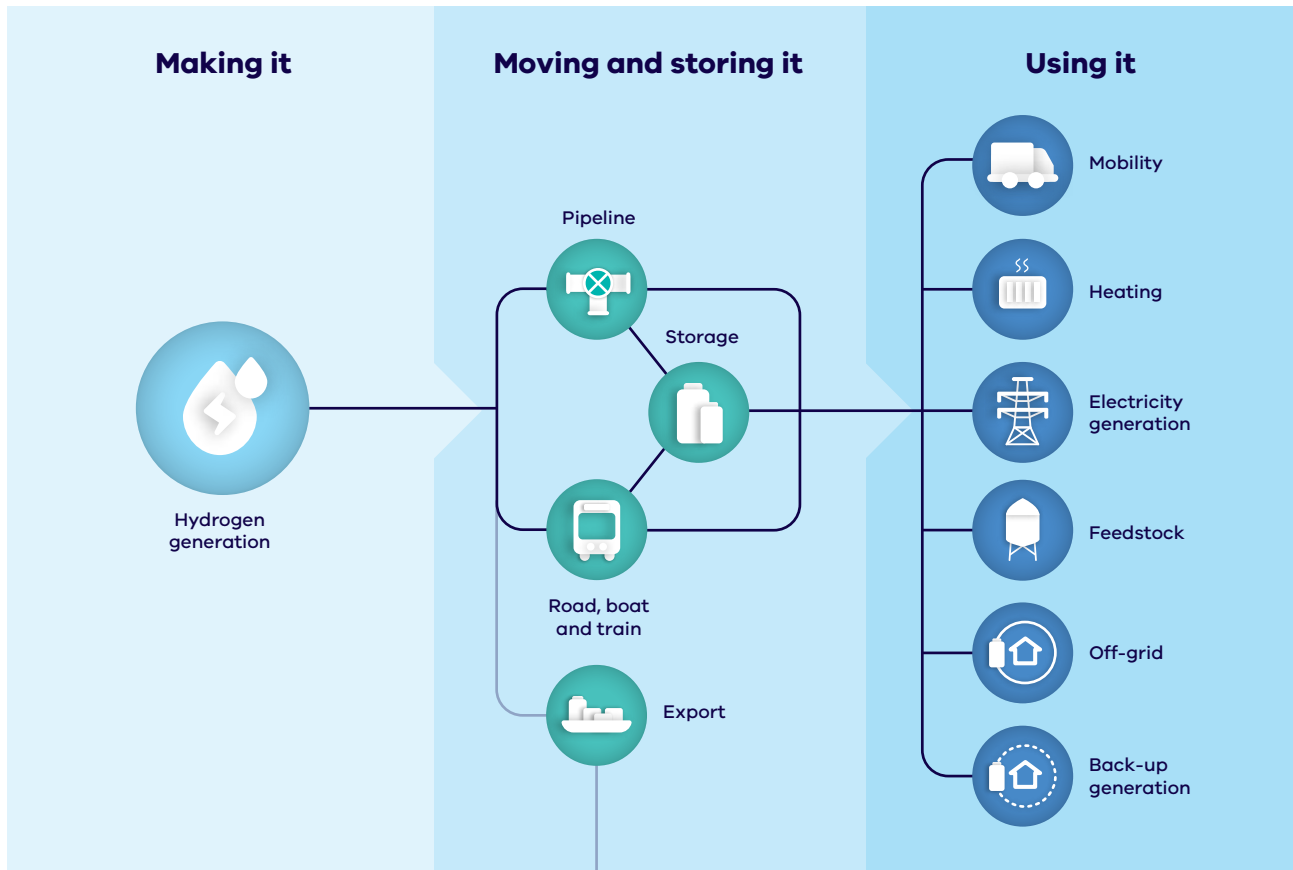 Making it
Moving and storing it
Using it
Hydrogen
generation
Pipeline
Storage
Road, boat
and train
Export
Mobility
Heating
Electricity
generation
Feedstock
Off-grid
Back-up
generation